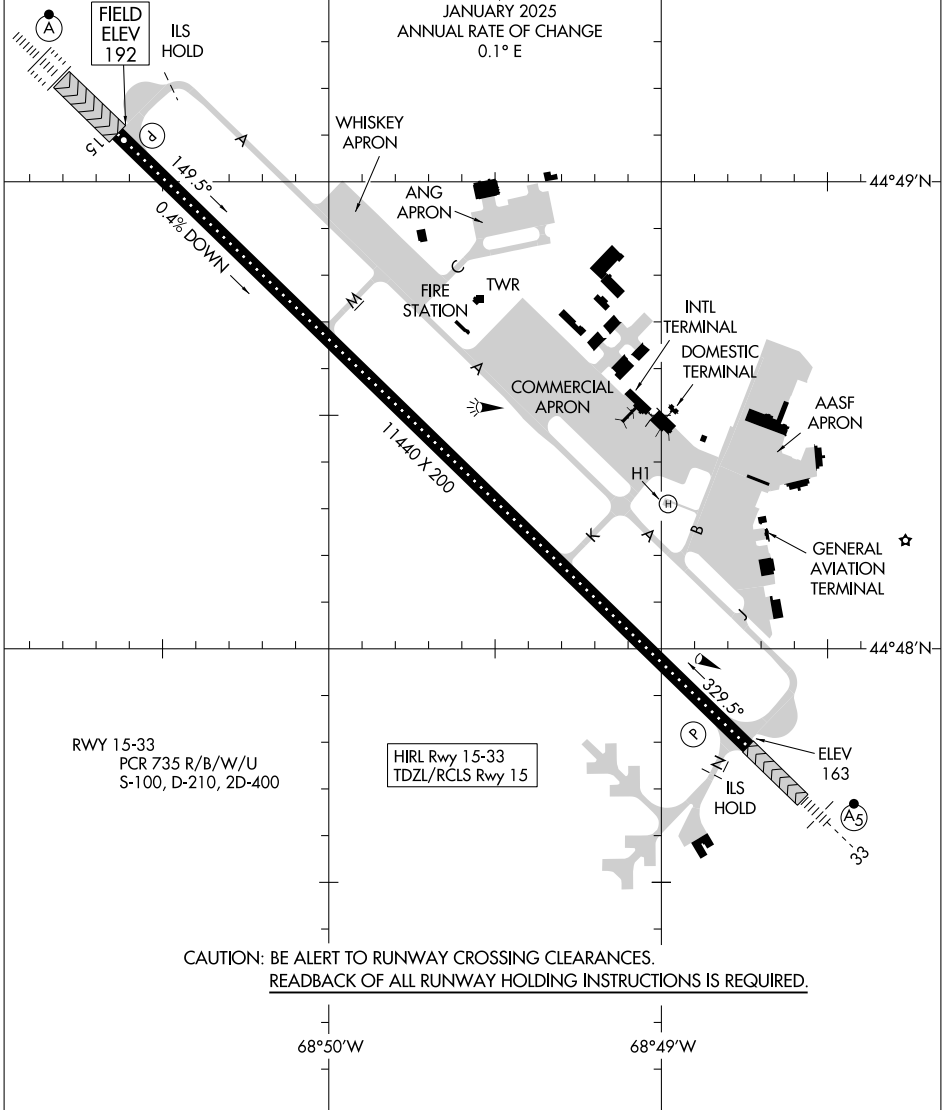 JANUARY 2025
ANNUAL RATE OF CHANGE
0.1° E
A
FIELD
ELEV
192
ILS
HOLD
15
P
A
149.5°
0.4% DOWN
WHISKEY
APRON
ANG
APRON
44°49'N
C
M
FIRE
STATION
TWR
A
INTL
TERMINAL
DOMESTIC
TERMINAL
COMMERCIAL
APRON
AASF
APRON
11440 X 200
H1
H
K
A
B
GENERAL
AVIATION
TERMINAL
J
44°48'N
329.5°
P
RWY 15-33
PCR 735 R/B/W/U
S-100, D-210, 2D-400
HIRL Rwy 15-33
TDZL/RCLS Rwy 15
N
ILS
HOLD
ELEV
163
A5
33
CAUTION: BE ALERT TO RUNWAY CROSSING CLEARANCES.
READBACK OF ALL RUNWAY HOLDING INSTRUCTIONS IS REQUIRED.
68°50'W
68°49'W